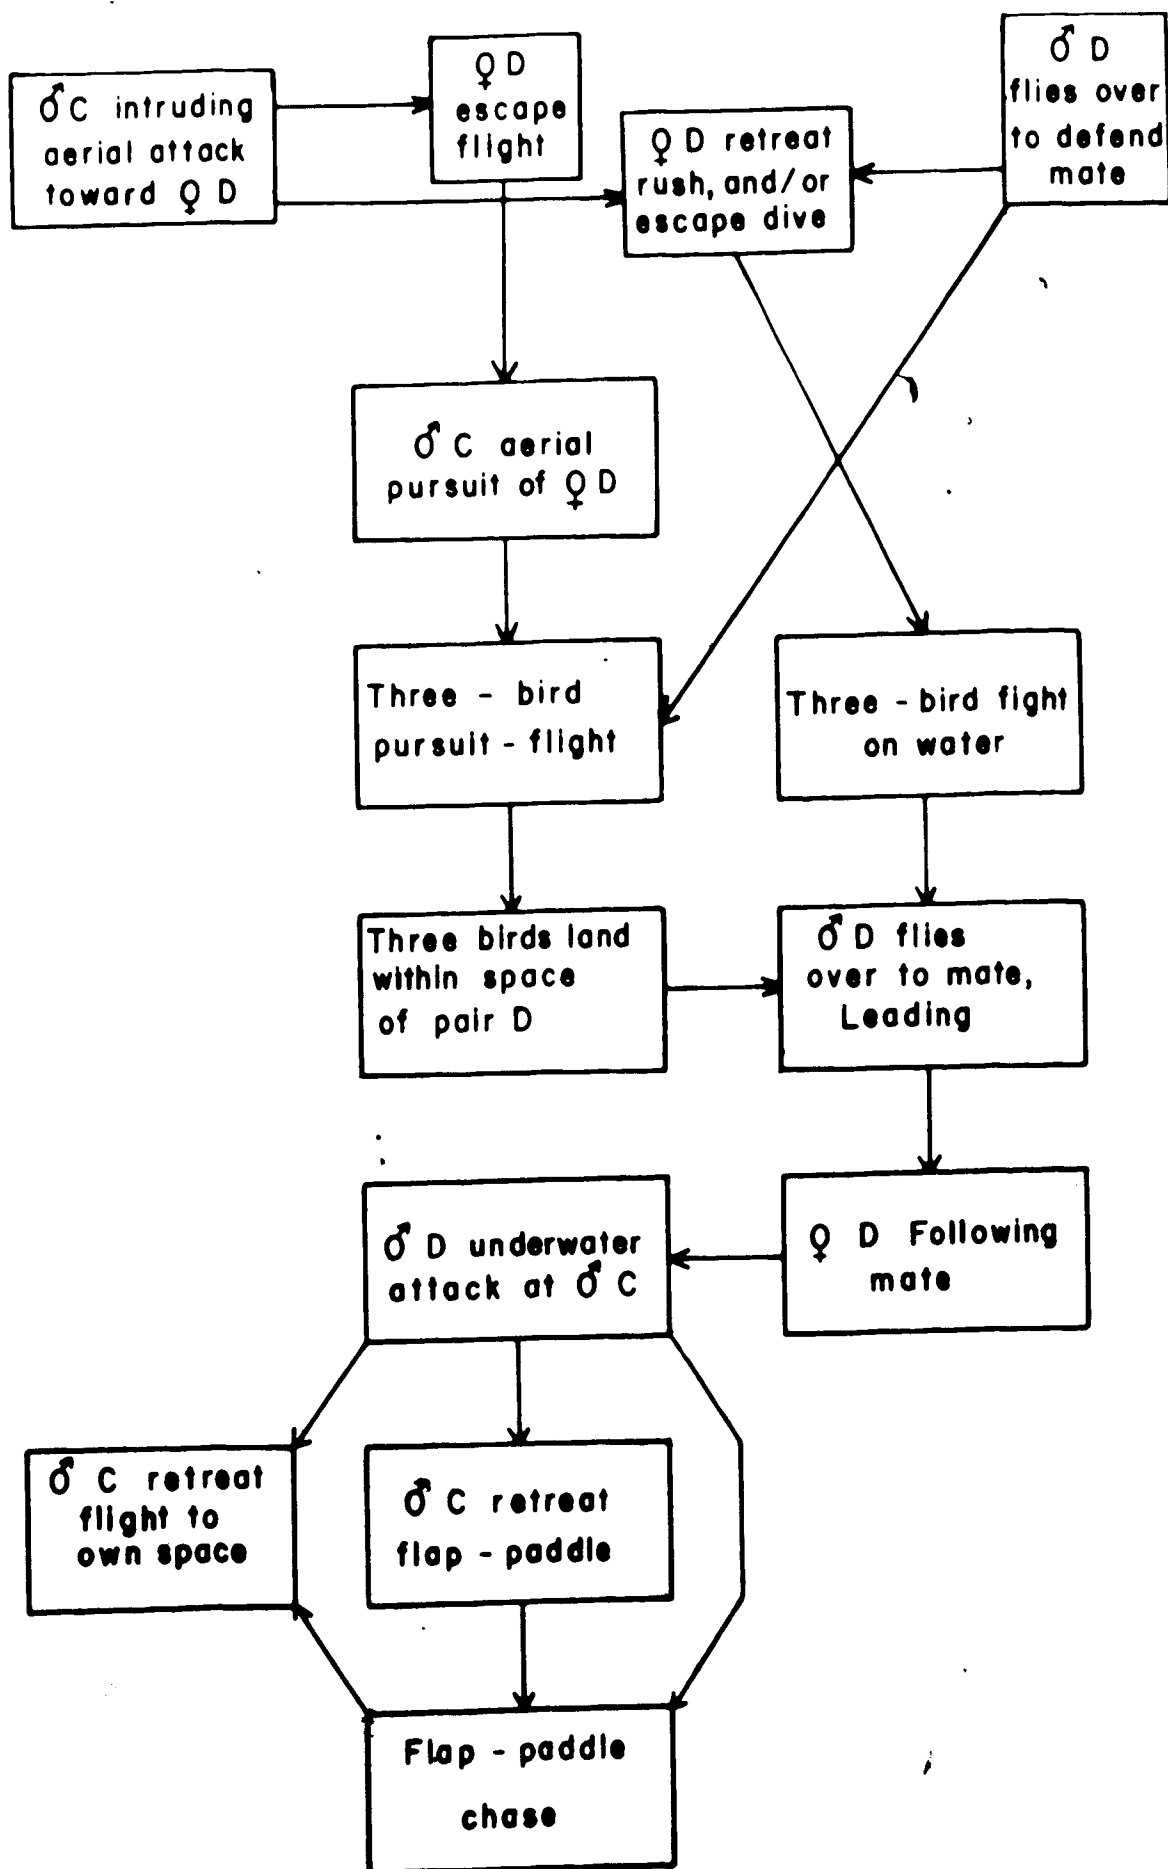 ♂ C intruding
aerial attack
toward ♀ D
♀ D
escape
flight
♀ D retreat
rush, and/or
escape dive
♂ D
flies over
to defend
mate
♂ C aerial
pursuit of ♀ D
Three - bird
pursuit - flight
Three - bird fight
on water
Three birds land
within space
of pair D
♂ D flies
over to mate,
Leading
♂ D underwater
attack at ♂ C
♀ D Following
mate
♂ C retreat
flight to
own space
♂ C retreat
flap - paddle
Flap - paddle
chase